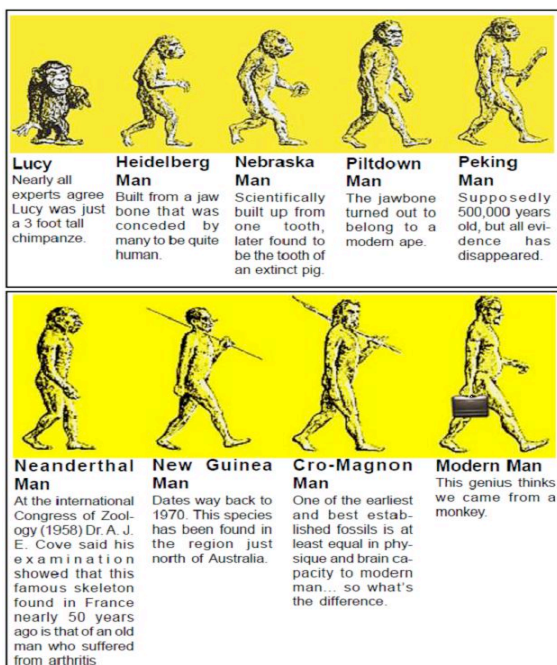 Lucy
Nearly all
experts agree
Lucy was just
a 3 foot tall
chimpanze.
Heidelberg
Man
Built from a jaw
bone that was
conceded by
many to be quite
human.
Nebraska
Man
Scientifically
built up from
one tooth,
later found to
be the tooth of
an extinct pig.
Piltdown
Man
The jawbone
turned out to
belong to a
modern ape.
Peking
Man
Supposedly
500,000 years
old, but all evi-
dence has
disappeared.
Neanderthal
Man
At the international
Congress of Zool-
ogy (1958) Dr. A. J.
E. Cove said his
examination
showed that this
famous skeleton
found in France
nearly 50 years
ago is that of an old
man who suffered
from arthritis
New Guinea
Man
Dates way back to
1970. This species
has been found in
the region just
north of Australia.
Cro-Magnon
Man
One of the earliest
and best estab-
lished fossils is at
least equal in phy-
sique and brain ca-
pacity to modern
man... so what's
the difference.
Modern Man
This genius thinks
we came from a
monkey.